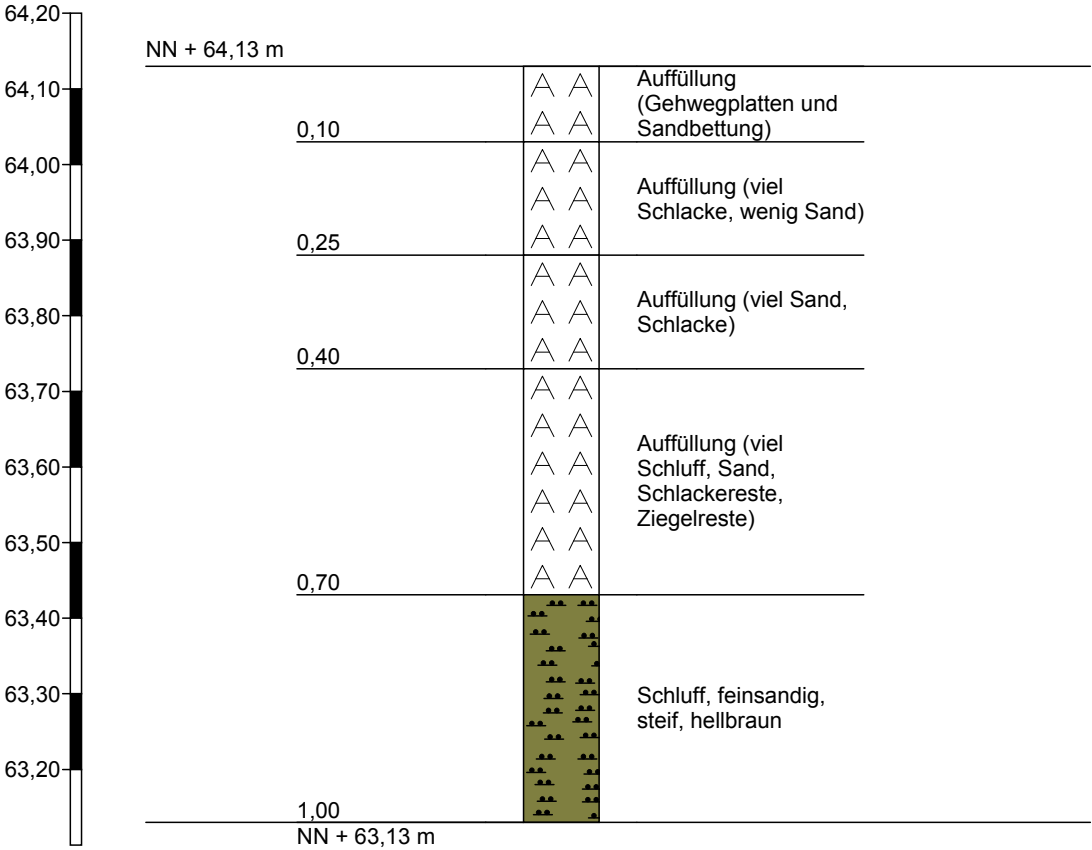 64,20
NN + 64,13 m
64,10
Auffüllung
(Gehwegplatten und
Sandbettung)
0,10
64,00
Auffüllung (viel
Schlacke, wenig Sand)
63,90
0,25
63,80
Auffüllung (viel Sand,
Schlacke)
0,40
63,70
63,60
Auffüllung (viel
Schluff, Sand,
Schlackereste,
Ziegelreste)
63,50
0,70
63,40
63,30
Schluff, feinsandig,
steif, hellbraun
63,20
1,00
NN + 63,13 m